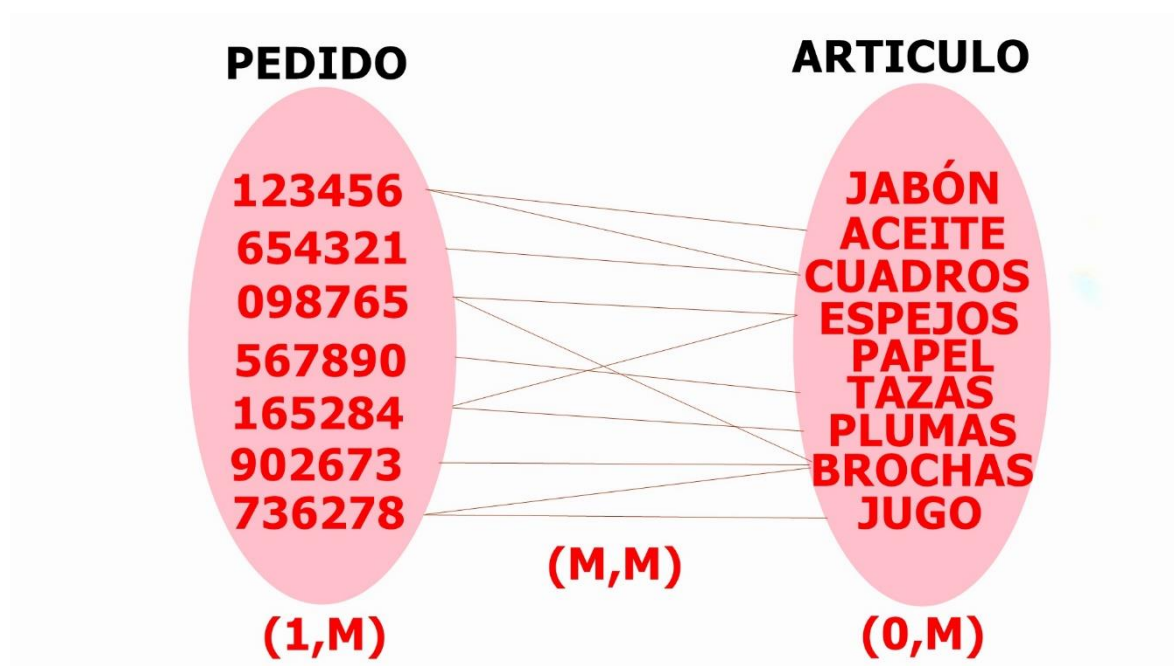 PEDIDO
123456
654321
098765
567890
165284
902673
736278
(1,M)
(M,M)
ARTICULO
JABÓN
ACEITE
CUADROS
ESPEJOS
PAPEL
TAZAS
PLUMAS
BROCHAS
JUGO
(0,M)